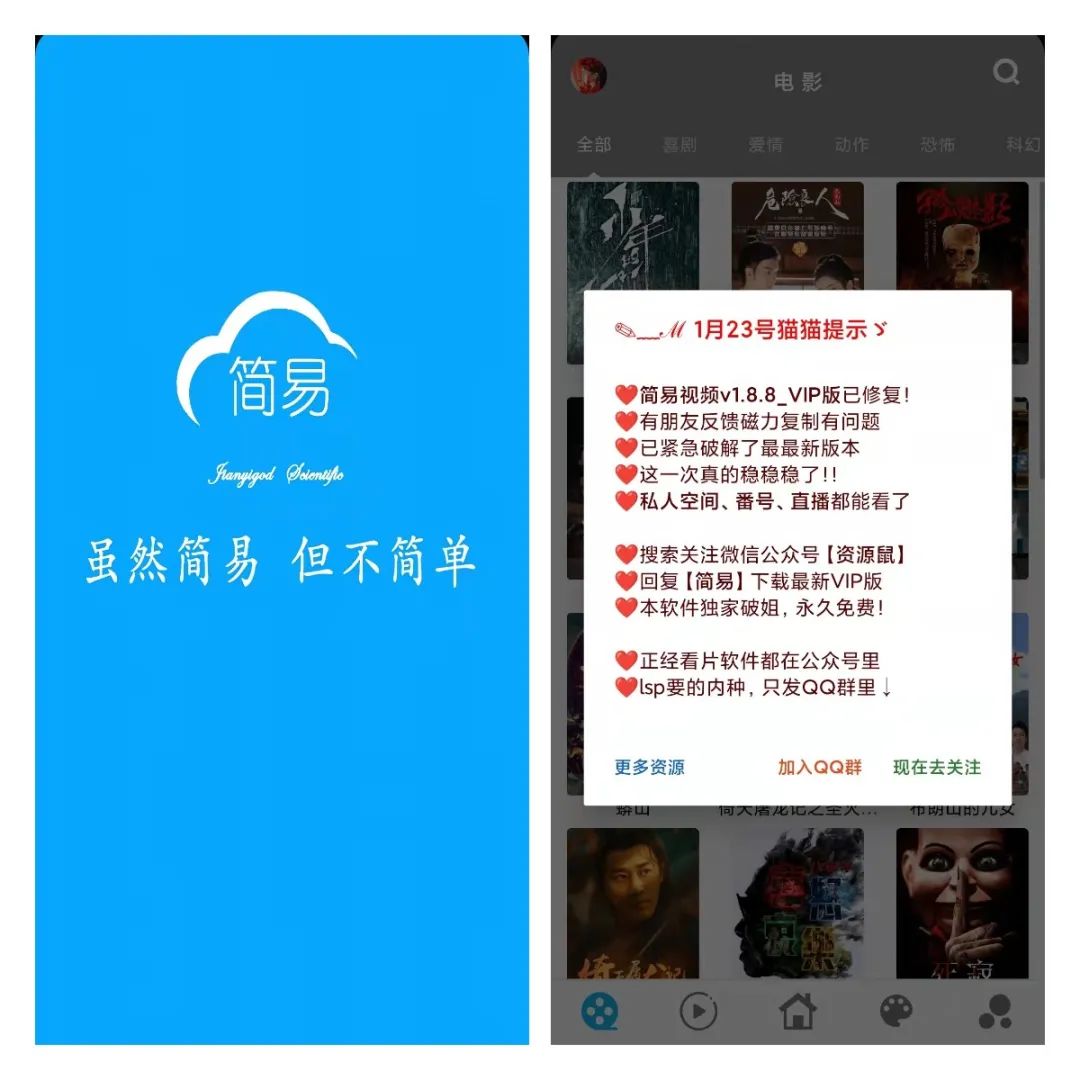 简易
Jianyigod Scientific
虽然简易 但不简单
电影
全部 喜剧 爱情 动作 恐怖 科幻
危险良人
1月23号猫猫提示ゞ
❤️简易视频v1.8.8_VIP版已修复!
❤️有朋友反馈磁力复制有问题
❤️已紧急破解了最最新版本
❤️这一次真的稳稳稳了!!
❤️私人空间、番号、直播都能看了
❤️搜索关注微信公众号【资源鼠】
❤️回复【简易】下载最新VIP版
❤️本软件独家破姐, 永久免费!
❤️正经看片软件都在公众号里
❤️lsp要的内种, 只发QQ群里↓
更多资源 加入QQ群 现在去关注
蟒山 倚天屠龙记之圣火... 布朗山的儿女
死寂